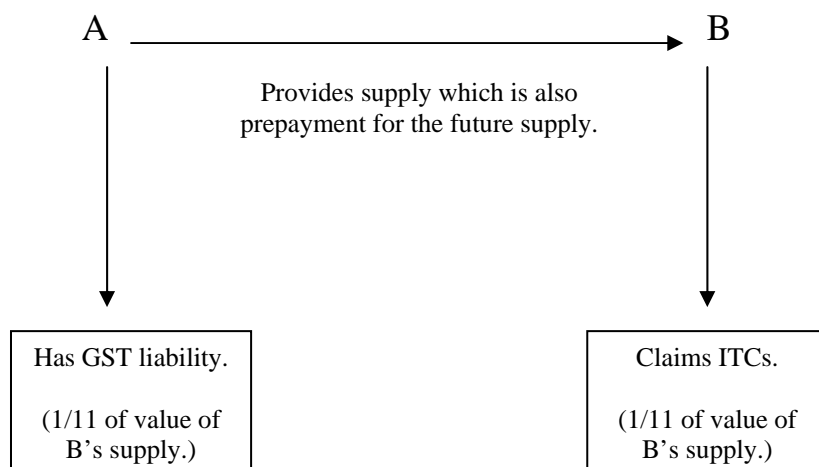 A B
Provides supply which is also
prepayment for the future supply.
Has GST liability.
(1/11 of value of
B's supply.)
Claims ITCs.
(1/11 of value of
B's supply.)